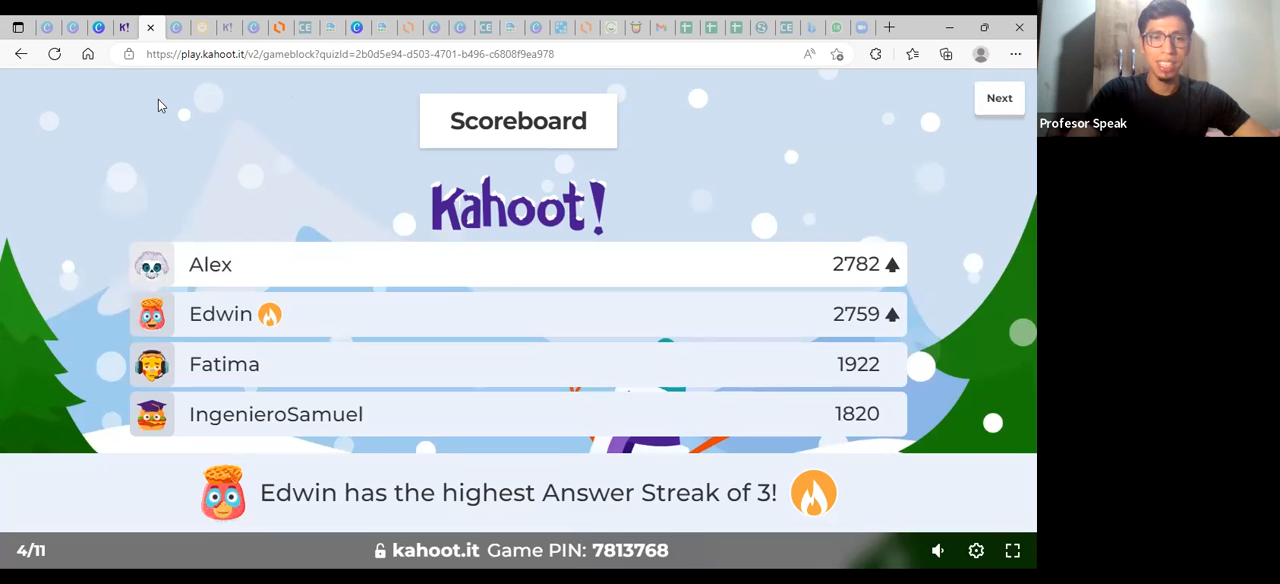 https://play.kahoot.it/v2/gameblock?quizId=2b0d5e94-d503-4701-b496-c6808f9ea978
Next
Profesor Speak
Scoreboard
Kahoot!
Alex 2782
Edwin 2759
Fatima 1922
IngenieroSamuel 1820
Edwin has the highest Answer Streak of 3!
4/11
kahoot.it Game PIN: 7813768